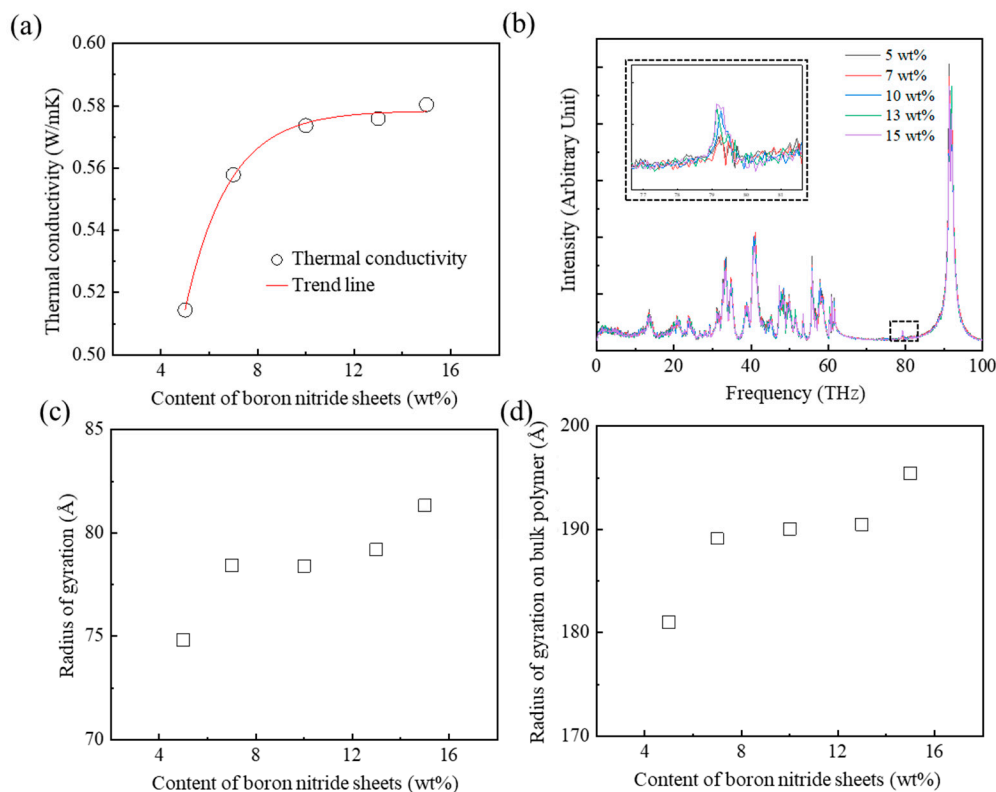 (a)
0.60
0.58
0.56
0.54
0.52
0.50
Thermal conductivity (W/mK)
Thermal conductivity
Trend line
4 8 12 16
Content of boron nitride sheets (wt%)
(b)
5 wt%
7 wt%
10 wt%
13 wt%
15 wt%
Intensity (Arbitrary Unit)
0 20 40 60 80 100
Frequency (THz)
(c)
85
80
75
70
Radius of gyration (Å)
4 8 12 16
Content of boron nitride sheets (wt%)
(d)
200
190
180
170
Radius of gyration on bulk polymer (Å)
4 8 12 16
Content of boron nitride sheets (wt%)